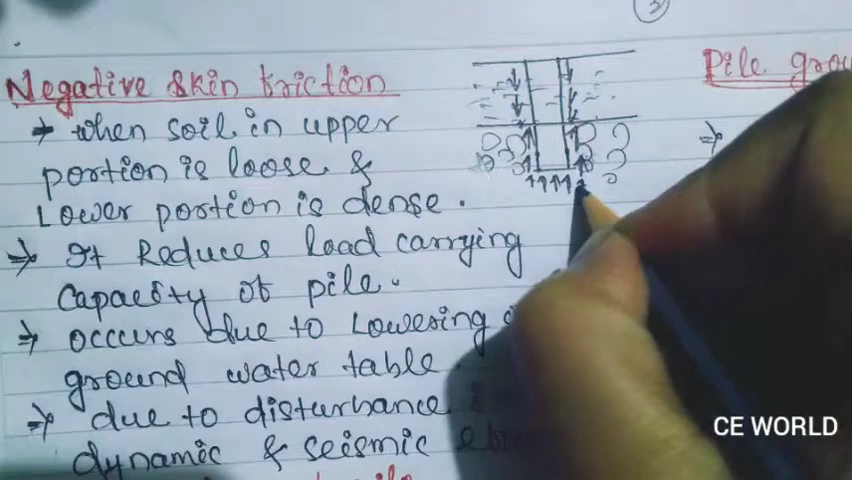 3
Negative Skin friction
→ when soil in upper
portion is loose &
Lower portion is dense.
⇒ It Reduces load carrying
Capacity of pile.
⇒ occurs due to Lowering
ground water table.
⇒ due to disturbance
dynamic & seismic
Pile
⇒
CE WORLD